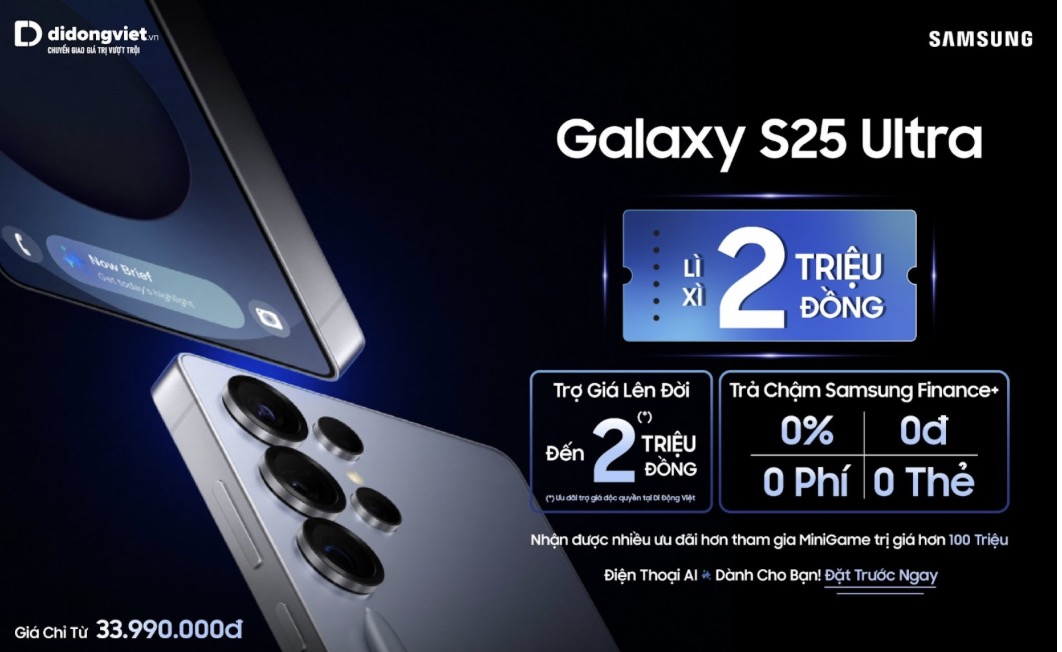 didongviet.vn
CHUYỂN GIAO GIÁ TRỊ VƯỢT TRỘI
SAMSUNG
Galaxy S25 Ultra
LÌ XÌ 2 TRIỆU ĐỒNG
Now Brief
Get today's highlight
Trợ Giá Lên Đời
Đến 2 (*) TRIỆU ĐỒNG
(*) Ưu đãi trợ giá độc quyền tại Di Động Việt
Trả Chậm Samsung Finance+
0% 0đ
0 Phí 0 Thẻ
Nhận được nhiều ưu đãi hơn tham gia MiniGame trị giá hơn 100 Triệu
Điện Thoại AI Dành Cho Bạn! Đặt Trước Ngay
Giá Chỉ Từ 33.990.000đ